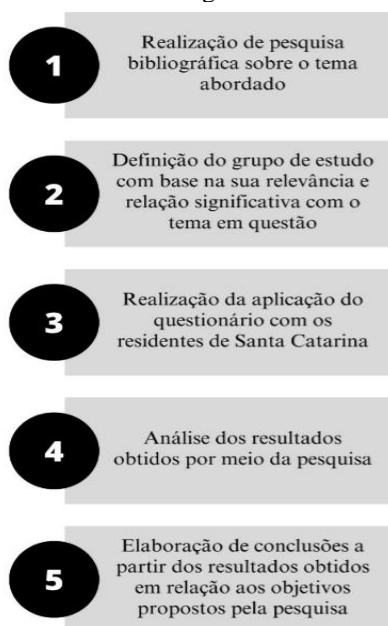 1
Realização de pesquisa
bibliográfica sobre o tema
abordado
2
Definição do grupo de estudo
com base na sua relevância e
relação significativa com o
tema em questão
3
Realização da aplicação do
questionário com os
residentes de Santa Catarina
4
Análise dos resultados
obtidos por meio da pesquisa
5
Elaboração de conclusões a
partir dos resultados obtidos
em relação aos objetivos
propostos pela pesquisa